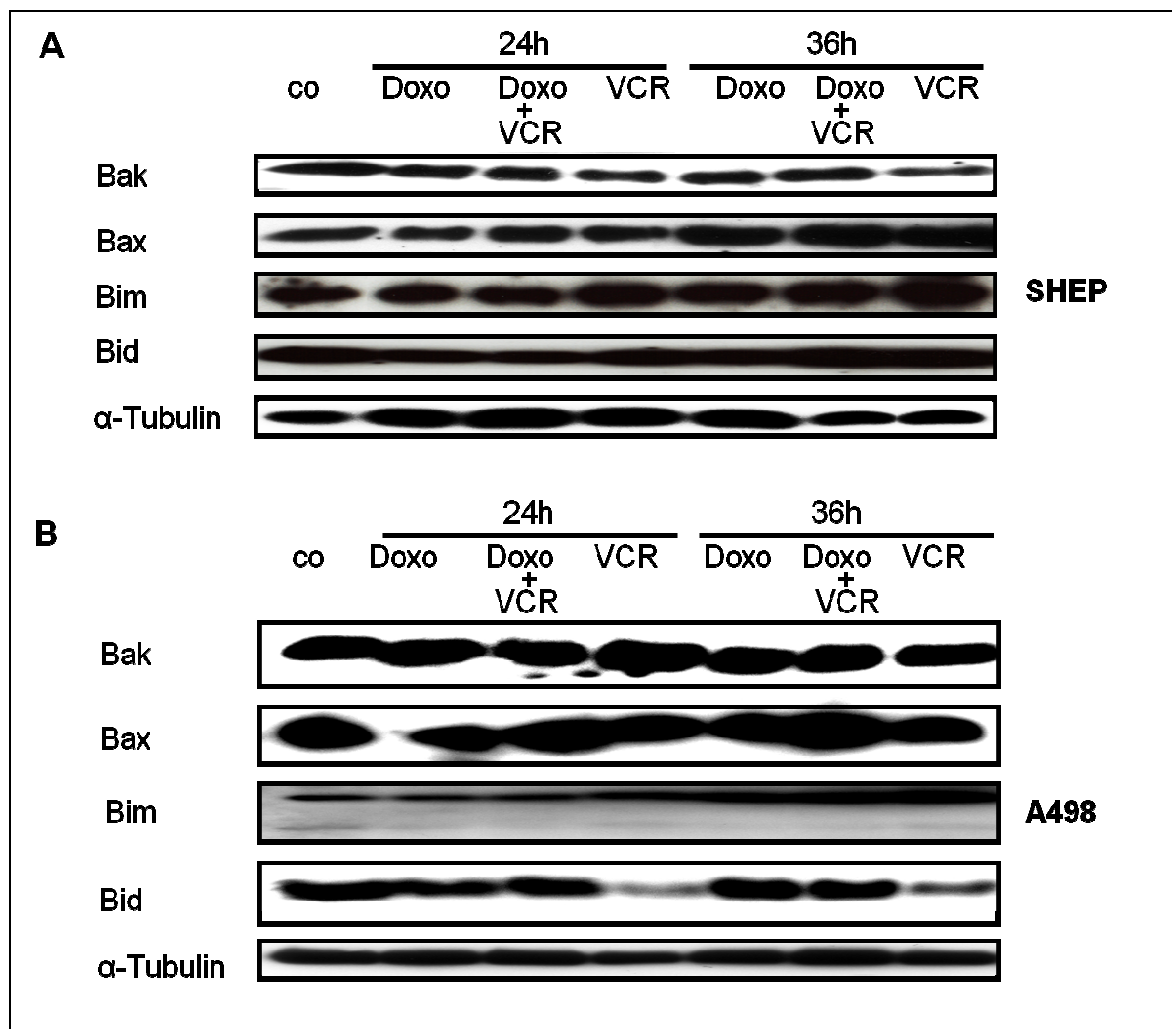 A
24h 36h
co Doxo Doxo + VCR VCR Doxo Doxo + VCR VCR
Bak
Bax
Bim
SHEP
Bid
α-Tubulin
B
24h 36h
co Doxo Doxo + VCR VCR Doxo Doxo + VCR VCR
Bak
Bax
Bim
A498
Bid
α-Tubulin